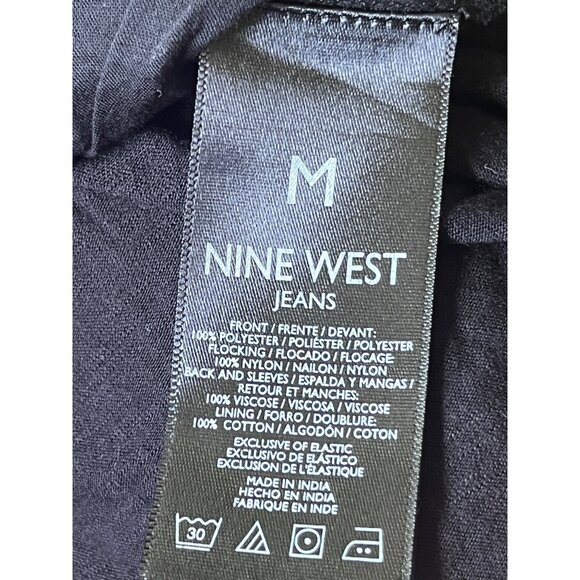 M
NINE WEST
JEANS
FRONT / FRENTE / DEVANT:
100% POLYESTER / POLIÉSTER / POLYESTER
FLOCKING / FLOCADO / FLOCAGE:
100% NYLON / NAILON / NYLON
BACK AND SLEEVES / ESPALDA Y MANGAS /
RETOUR ET MANCHES:
100% VISCOSE / VISCOSA / VISCOSE
LINING / FORRO / DOUBLURE:
100% COTTON / ALGODÓN / COTON
EXCLUSIVE OF ELASTIC
EXCLUSIVO DE ELÁSTICO
EXCLUSION DE L'ÉLASTIQUE
MADE IN INDIA
HECHO EN INDIA
FABRIQUE EN INDE
30